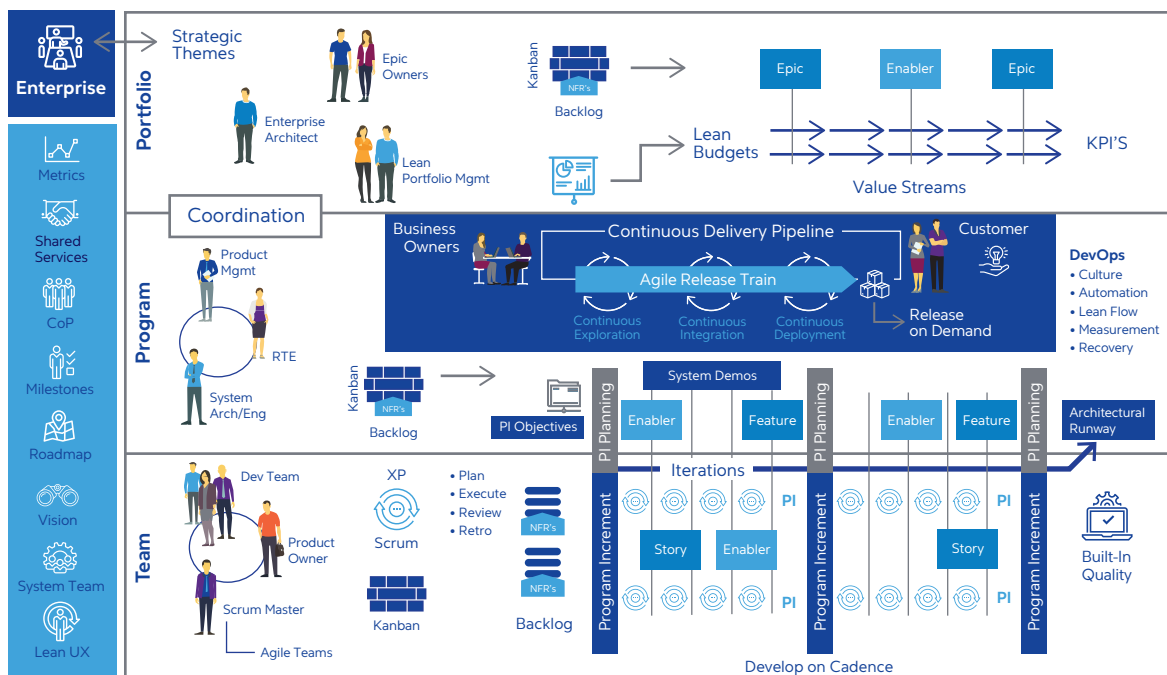 Enterprise
Metrics
Shared
Services
CoP
Milestones
Roadmap
Vision
System Team
Lean UX
Portfolio
Strategic
Themes
Epic
Owners
Enterprise
Architect
Lean
Portfolio Mgmt
Kanban
NFR's
Backlog
Lean
Budgets
Epic
Enabler
Epic
KPI'S
Value Streams
Coordination
Program
Product
Mgmt
RTE
System
Arch/Eng
Business
Owners
Continuous Delivery Pipeline
Customer
Agile Release Train
Continuous
Exploration
Continuous
Integration
Continuous
Deployment
Release
on Demand
DevOps
• Culture
• Automation
• Lean Flow
• Measurement
• Recovery
Kanban
NFR's
Backlog
PI Objectives
PI Planning
System Demos
Enabler
Feature
PI Planning
Enabler
Feature
PI Planning
Architectural
Runway
Team
Dev Team
Product
Owner
Scrum Master
Agile Teams
XP
Scrum
• Plan
• Execute
• Review
• Retro
Kanban
NFR's
NFR's
Backlog
Iterations
Program Increment
PI
Story
Enabler
PI
Program Increment
PI
Story
PI
Program Increment
Built-In
Quality
Develop on Cadence